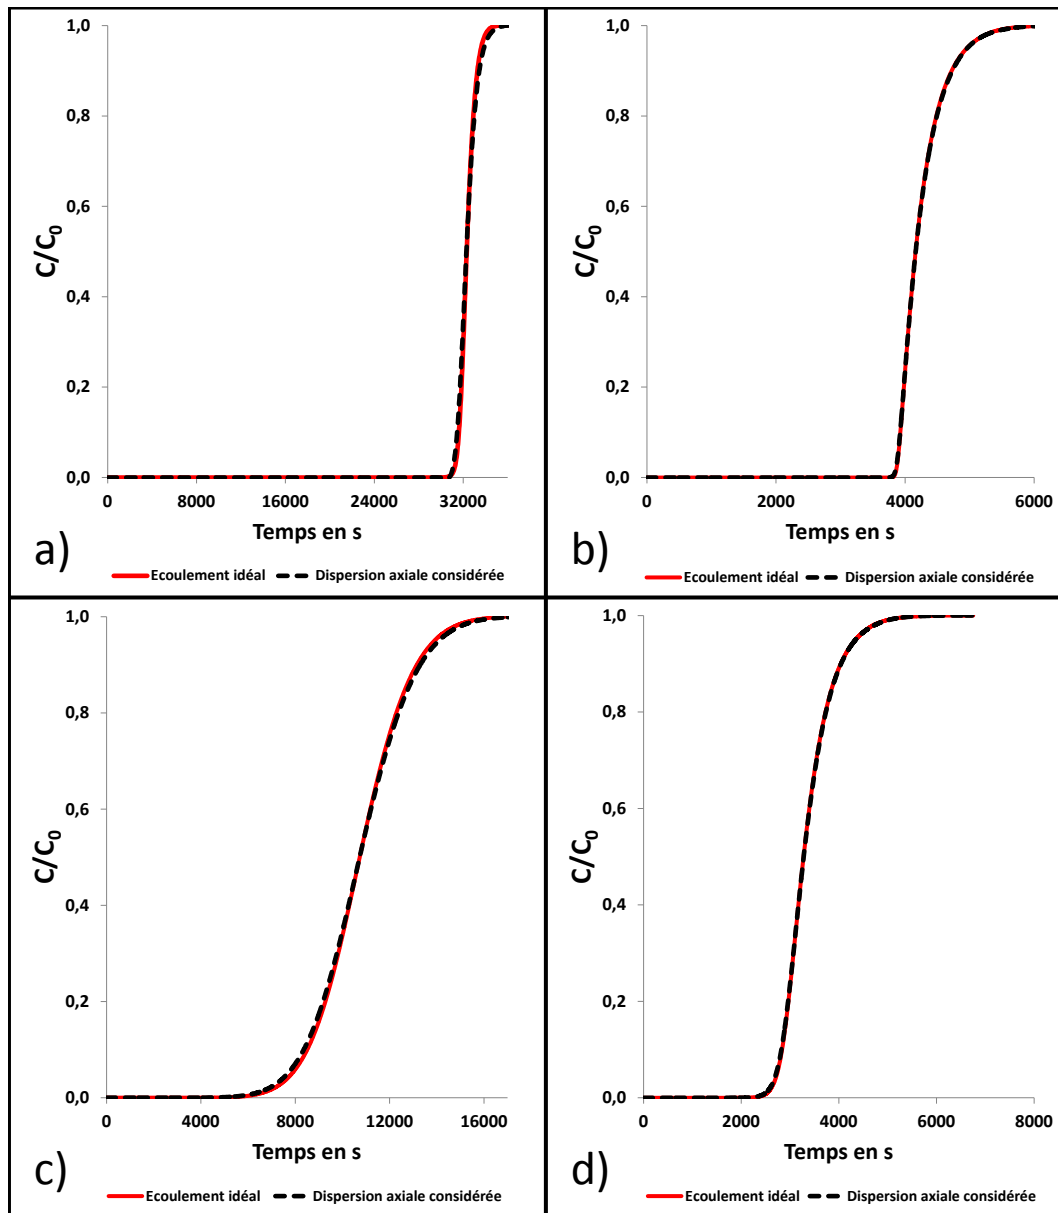 1,0
0,8
0,6
0,4
0,2
0,0
C/C0
0 8000 16000 24000 32000
Temps en s
a)
Ecoulement idéal Dispersion axiale considérée
1,0
0,8
0,6
0,4
0,2
0,0
C/C0
0 2000 4000 6000
Temps en s
b)
Ecoulement idéal Dispersion axiale considérée
1,0
0,8
0,6
0,4
0,2
0,0
C/C0
0 4000 8000 12000 16000
Temps en s
c)
Ecoulement idéal Dispersion axiale considérée
1,0
0,8
0,6
0,4
0,2
0,0
C/C0
0 2000 4000 6000 8000
Temps en s
d)
Ecoulement idéal Dispersion axiale considérée